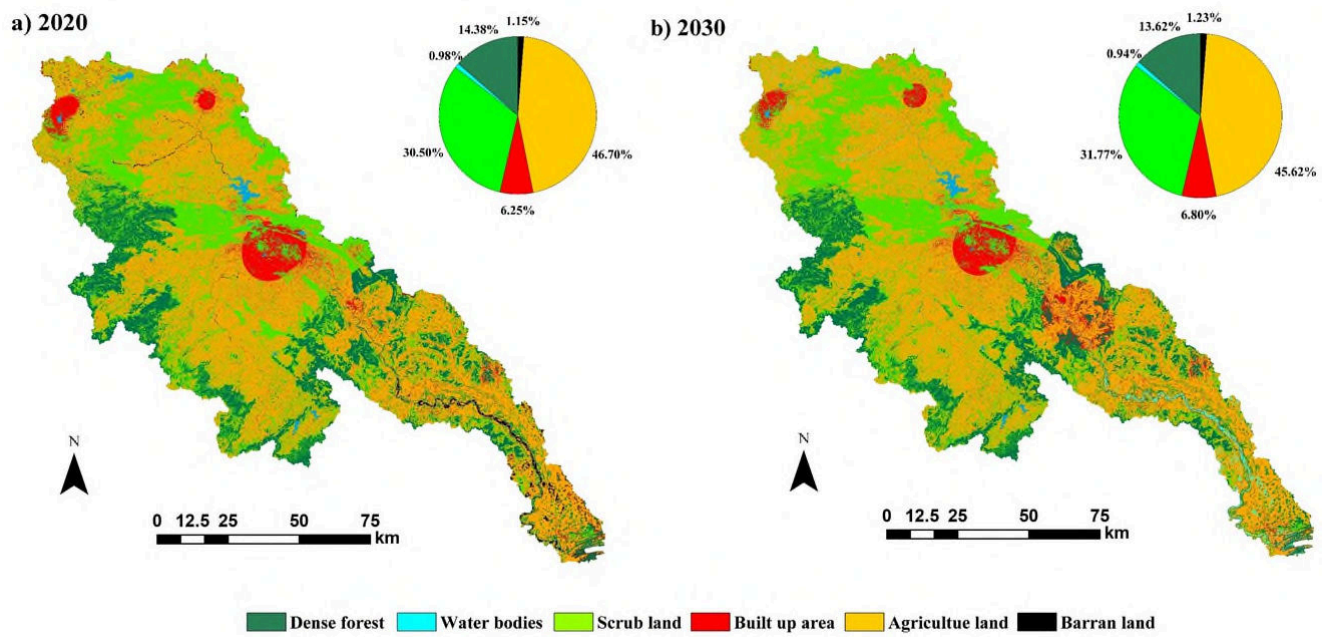 a) 2020
1.15%
14.38%
0.98%
30.50%
46.70%
6.25%
N
0 12.5 25 50 75
km
b) 2030
1.23%
13.62%
0.94%
31.77%
45.62%
6.80%
N
0 12.5 25 50 75
km
Dense forest Water bodies Scrub land Built up area Agricultue land Barran land